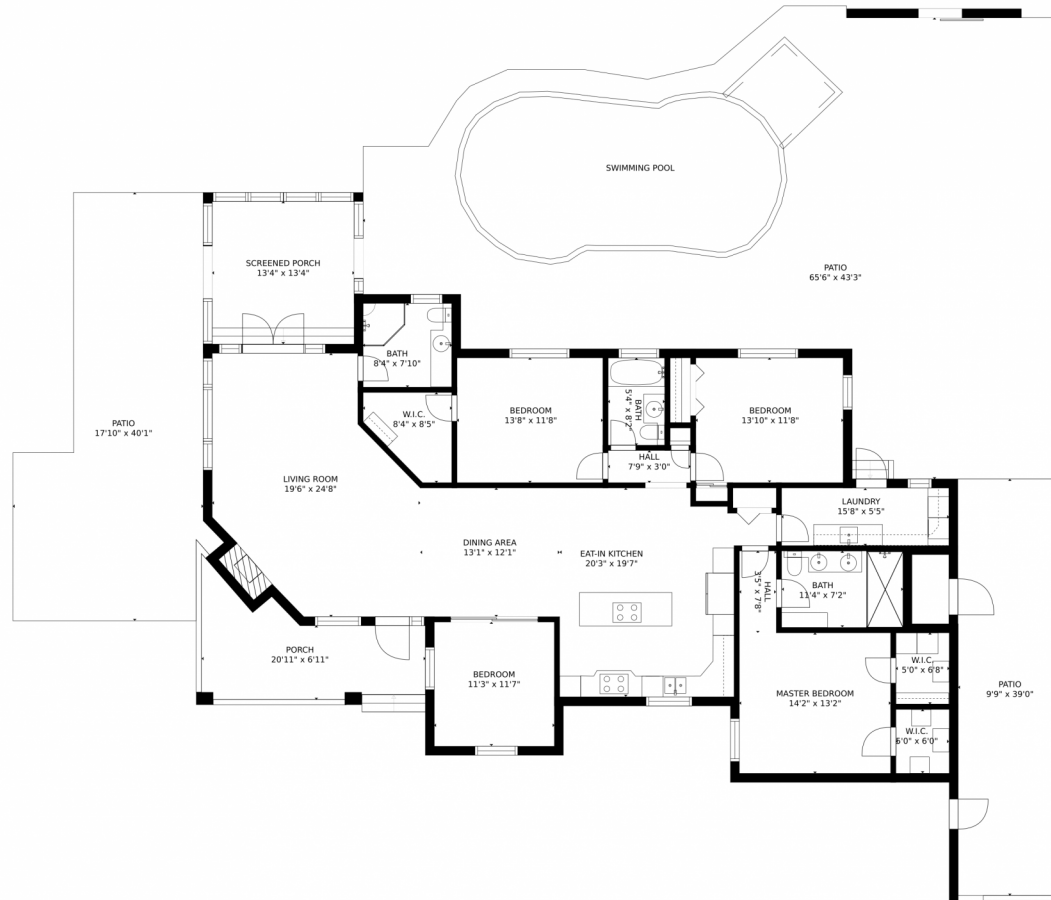 SWIMMING POOL
SCREENED PORCH
13'4" x 13'4"
PATIO
65'6" x 43'3"
BATH
8'4" x 7'10"
W.I.C.
8'4" x 8'5"
BEDROOM
13'8" x 11'8"
BATH
5'4" x 8'2"
BEDROOM
13'10" x 11'8"
PATIO
17'10" x 40'1"
HALL
7'9" x 3'0"
LIVING ROOM
19'6" x 24'8"
LAUNDRY
15'8" x 5'5"
DINING AREA
13'1" x 12'1"
EAT-IN KITCHEN
20'3" x 19'7"
HALL
3'5" x 7'8"
BATH
11'4" x 7'2"
PORCH
20'11" x 6'11"
BEDROOM
11'3" x 11'7"
W.I.C.
5'0" x 6'8"
MASTER BEDROOM
14'2" x 13'2"
PATIO
9'9" x 39'0"
W.I.C.
6'0" x 6'0"